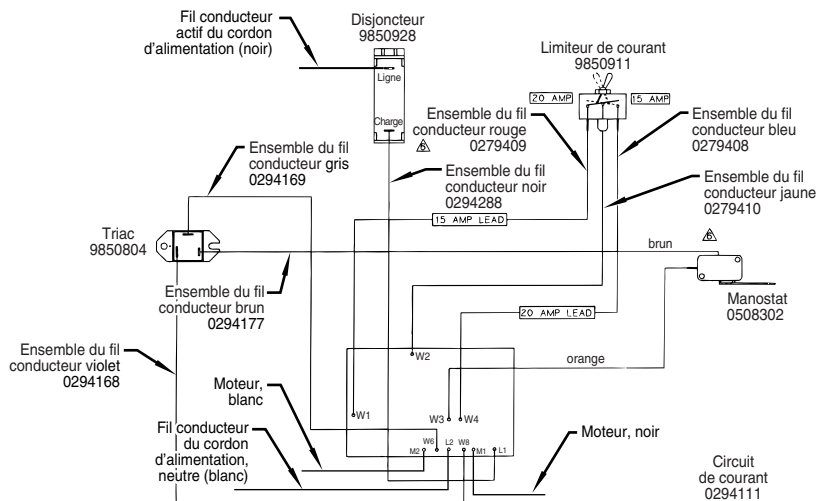 Fil conducteur
actif du cordon
d'alimentation (noir)
Disjoncteur
9850928
Ligne
Charge
6
Limiteur de courant
9850911
20 AMP
15 AMP
Ensemble du fil
conducteur rouge
0279409
Ensemble du fil
conducteur bleu
0279408
Ensemble du fil
conducteur gris
0294169
Ensemble du fil
conducteur noir
0294288
Ensemble du fil
conducteur jaune
0279410
15 AMP LEAD
Triac
9850804
brun
6
Ensemble du fil
conducteur brun
0294177
Manostat
0508302
20 AMP LEAD
Ensemble du fil
conducteur violet
0294168
W2
orange
Moteur,
blanc
W1
W3
W4
Fil conducteur
du cordon
d'alimentation,
neutre (blanc)
M2
W6
L2
W8
M1
L1
Moteur, noir
Circuit
de courant
0294111